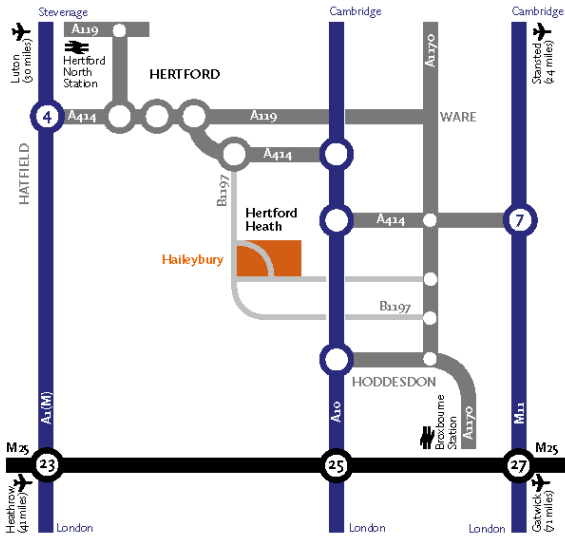 Stevenage
Cambridge
Cambridge
Luton
(30 miles)
A119
Hertford
North
Station
HERTFORD
A1170
Stansted
(24 miles)
4
A414
A119
WARE
HATFIELD
A414
B1197
Hertford
Heath
A414
7
Haileybury
B1197
HODDESDON
A1(M)
A10
Broxbourne
Station
A1170
M11
M25
23
25
27
M25
Heathrow
(41 miles)
London
London
London
Gatwick
(71 miles)